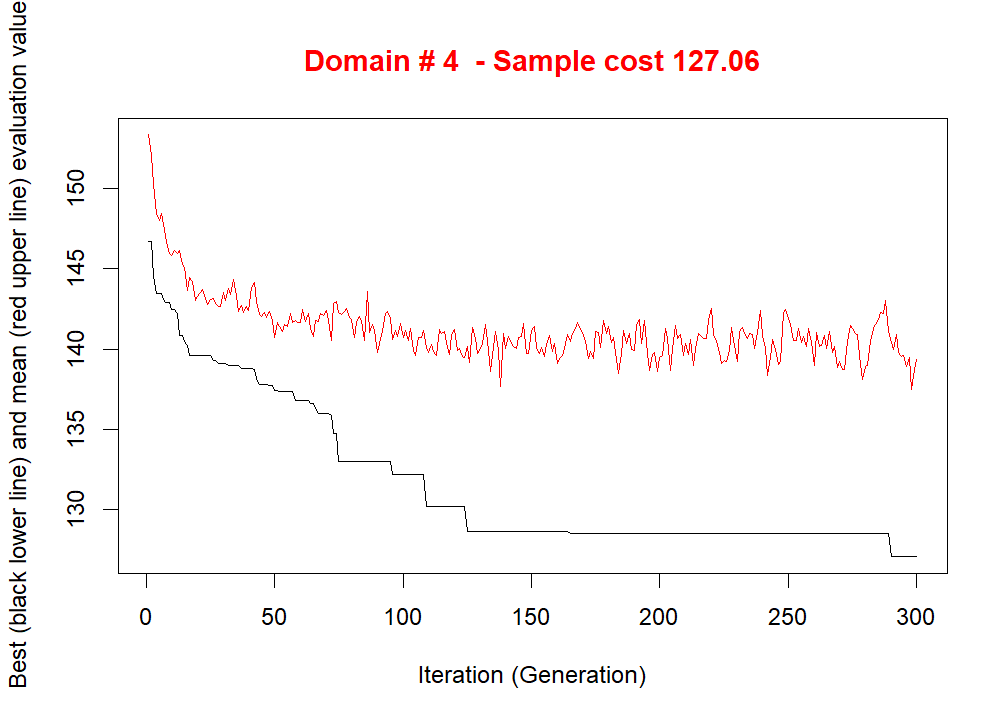 Domain # 4  - Sample cost 127.06
Best (black lower line) and mean (red upper line) evaluation value
150
145
140
135
130
0 50 100 150 200 250 300
Iteration (Generation)